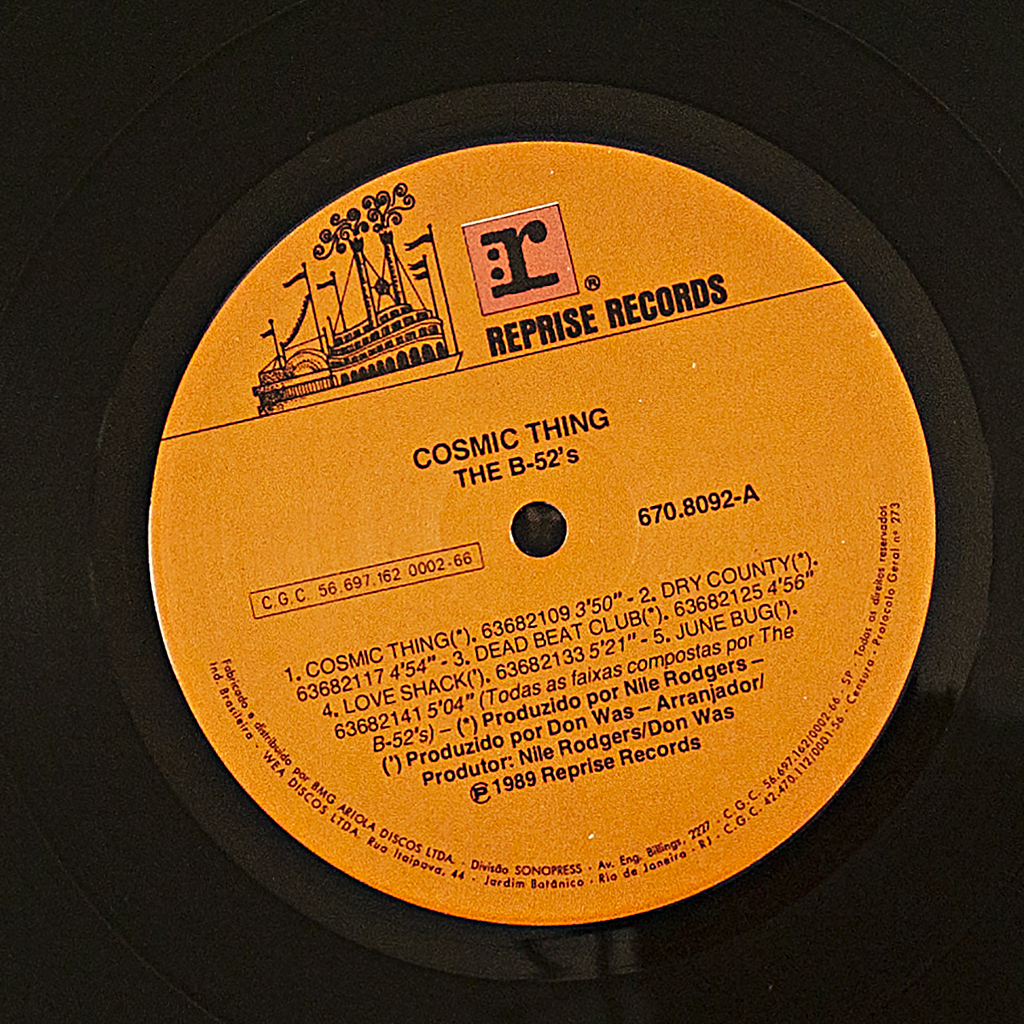 :r
®
REPRISE RECORDS
COSMIC THING
THE B-52's
670.8092-A
C.G.C. 56 697.162 0002-66
1. COSMIC THING(*). 63682109 3'50" - 2. DRY COUNTY(*).
63682117 4'54" - 3. DEAD BEAT CLUB(*). 63682125 4'56"
4. LOVE SHACK('). 63682133 5'21" - 5. JUNE BUG(').
63682141 5'04" (Todas as faixas compostas por The
B-52's) – (*) Produzido por Nile Rodgers –
(') Produzido por Don Was – Arranjador/
Produtor: Nile Rodgers/Don Was
℗ 1989 Reprise Records
Fabricado e distribuido por BMG ARIOLA DISCOS LTDA. - Divisão SONOPRESS - Av. Eng. Billings, 2227 - C.G.C. 56.697.162/0002-66 - SP - Todos os direitos reservados
Ind. Brasileira - WEA DISCOS LTDA. Rua Itaipava, 44 - Jardim Botânico - Rio de Janeiro - RJ - C.G.C. 42.470.112/0001-56 - Censura - Protocolo Geral nº 273